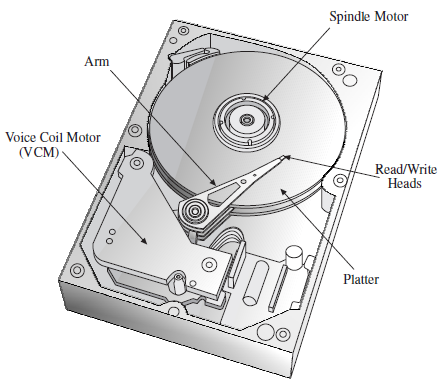 Spindle Motor
Arm
Voice Coil Motor
(VCM)
Read/Write
Heads
Platter